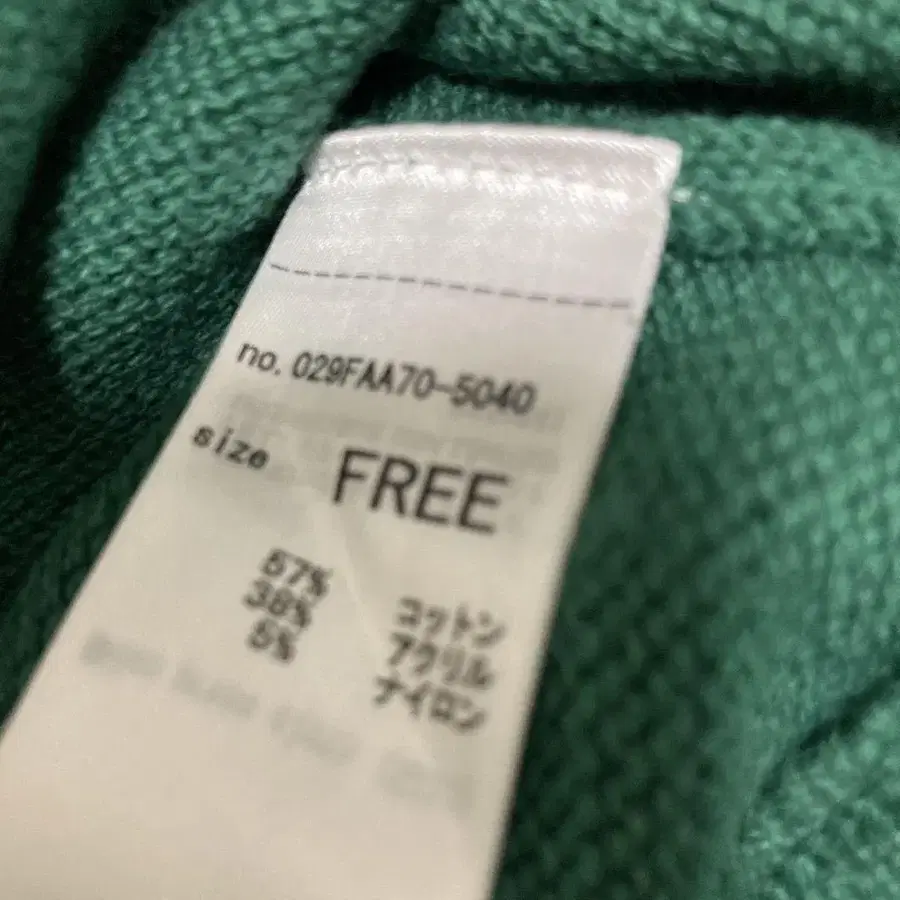 no. 029FAA70-5040
size FREE
57% コットン
38% アクリル
5% ナイロン